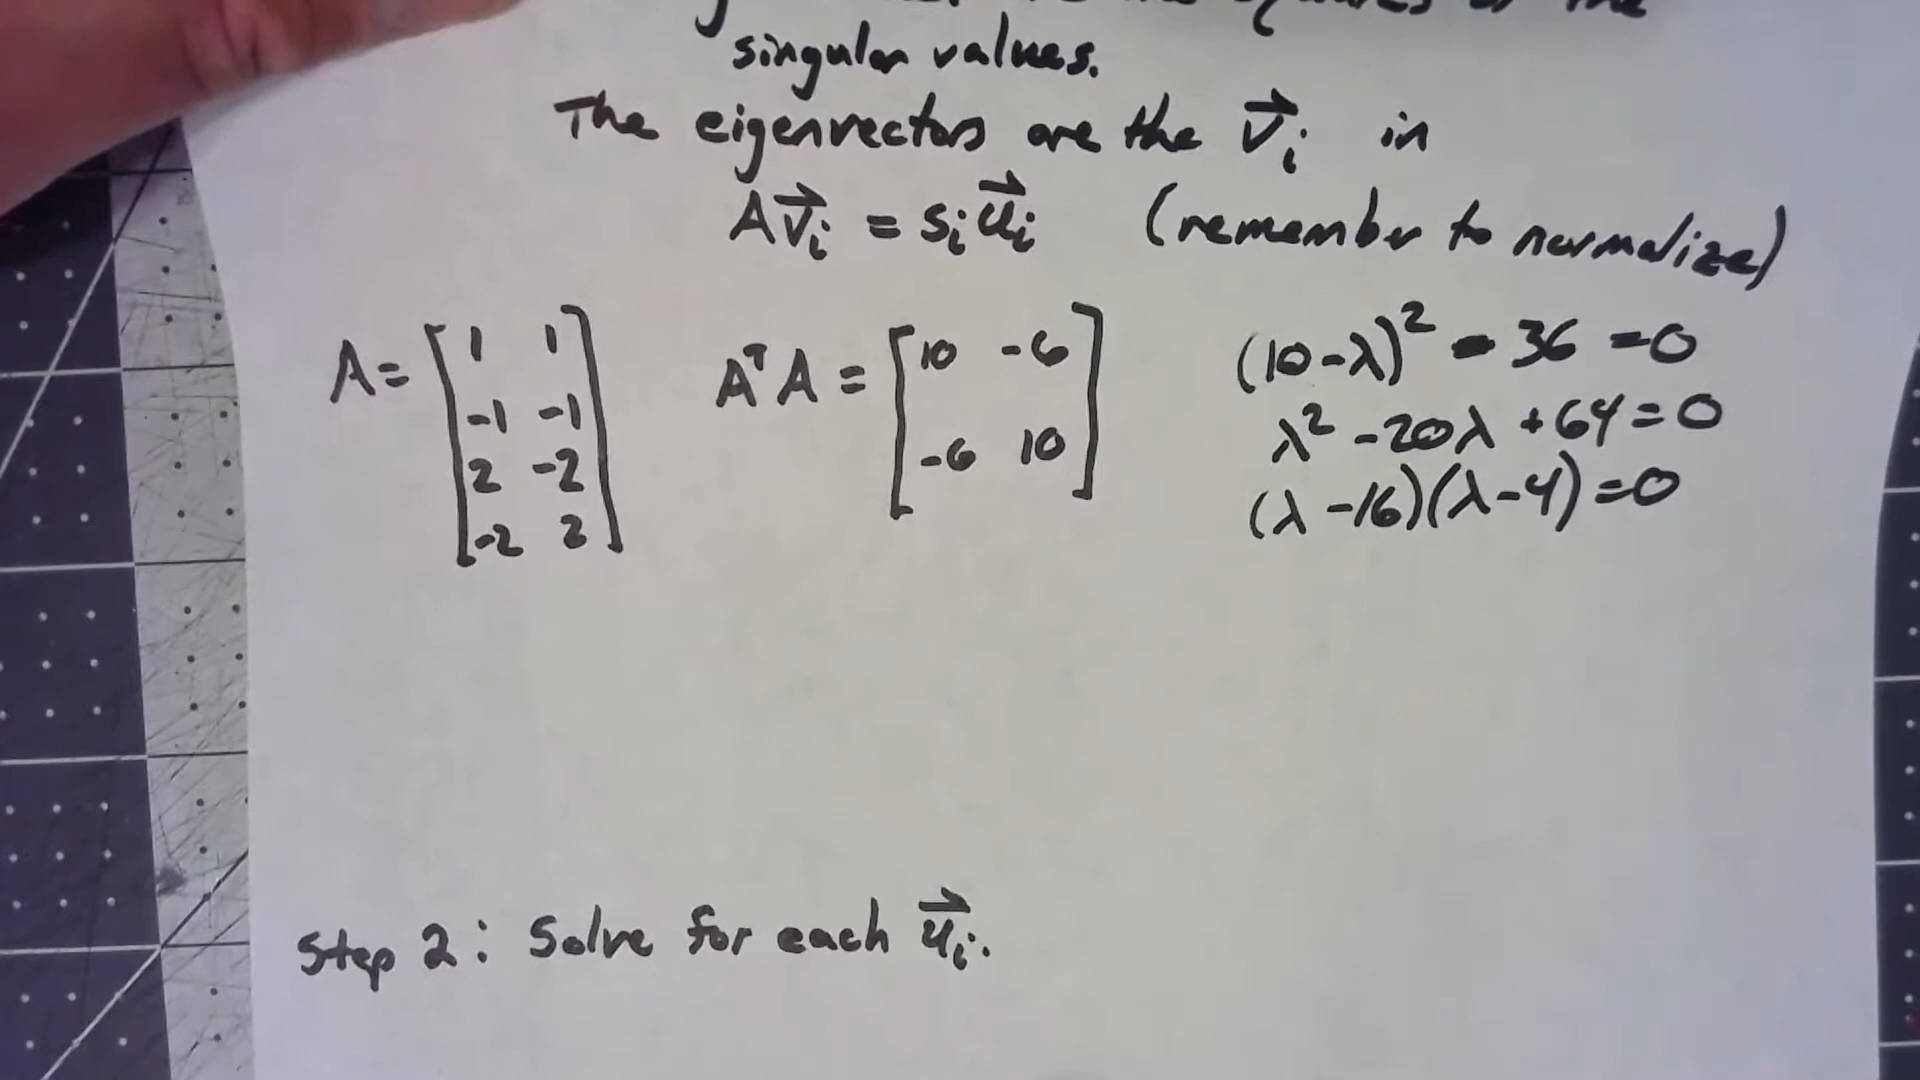 the
singular values.
The eigenvectors are the v⃗ᵢ in
Av⃗ᵢ = sᵢu⃗ᵢ (remember to normalize)
A = [1 1; -1 -1; 2 -2; -2 2] AᵀA = [10 -6; -6 10] (10-λ)² - 36 = 0
λ² - 20λ + 64 = 0
(λ - 16)(λ - 4) = 0
Step 2: Solve for each u⃗ᵢ.